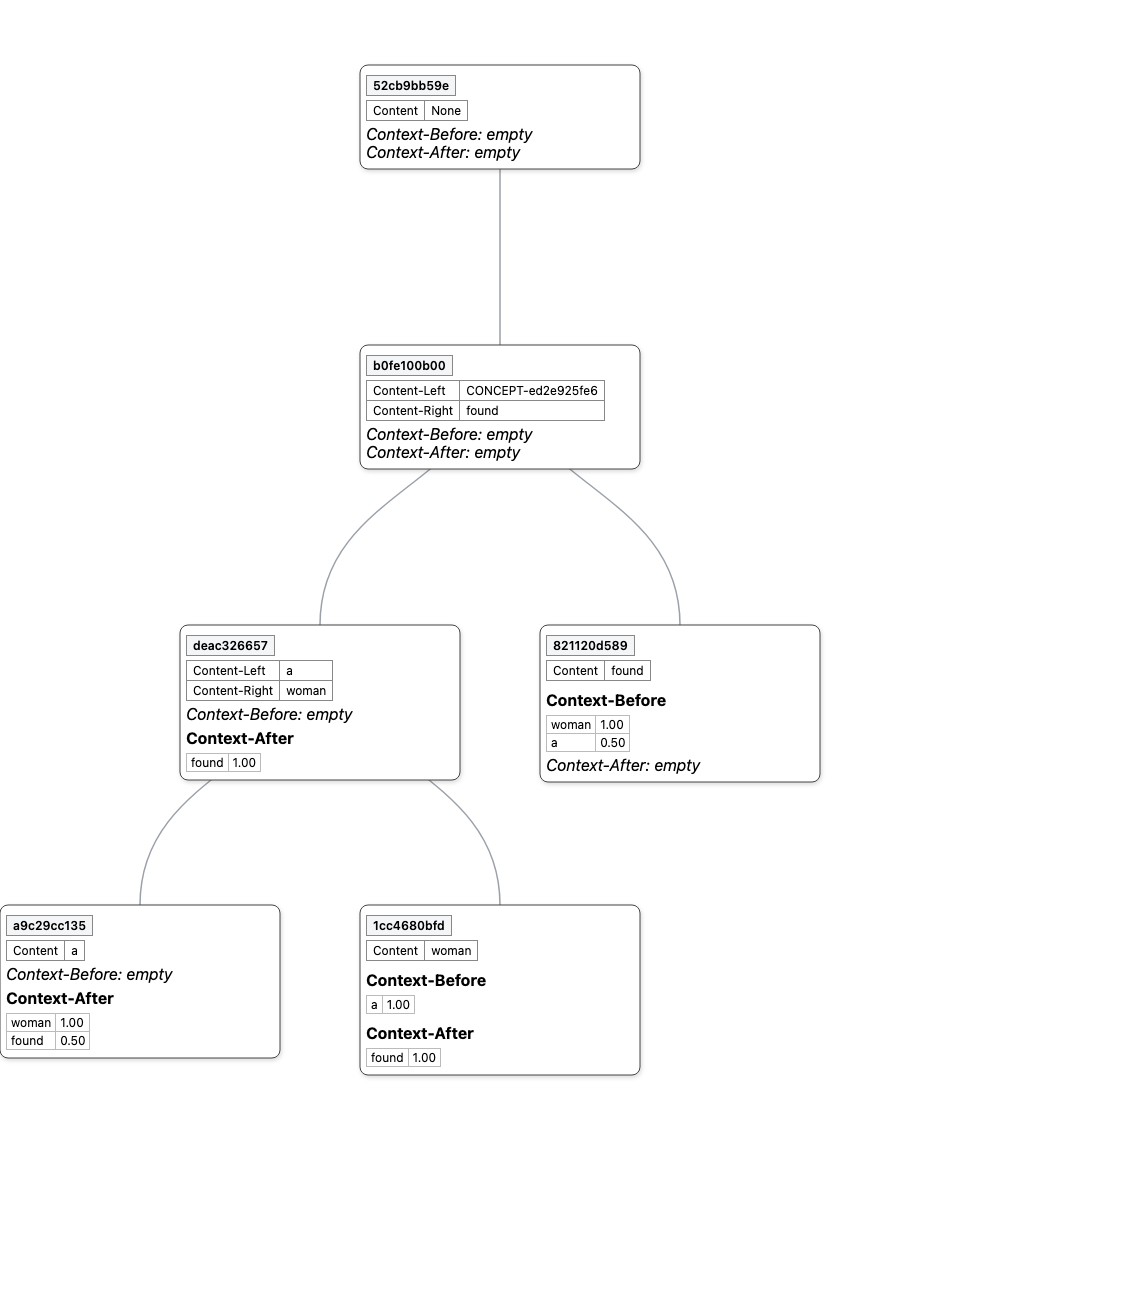 52cb9bb59e
Content None
Context-Before: empty
Context-After: empty
b0fe100b00
Content-Left CONCEPT-ed2e925fe6
Content-Right found
Context-Before: empty
Context-After: empty
deac326657
Content-Left a
Content-Right woman
Context-Before: empty
Context-After
found 1.00
821120d589
Content found
Context-Before
woman 1.00
a 0.50
Context-After: empty
a9c29cc135
Content a
Context-Before: empty
Context-After
woman 1.00
found 0.50
1cc4680bfd
Content woman
Context-Before
a 1.00
Context-After
found 1.00